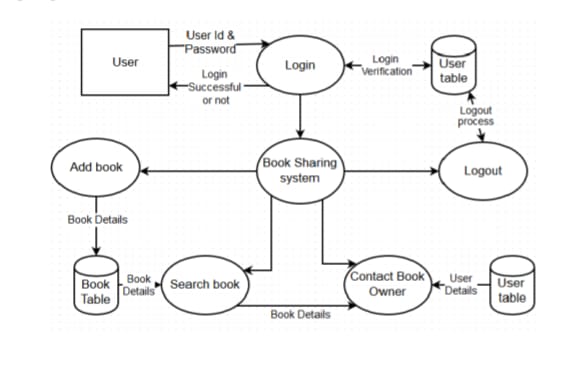 User Id &
Password
User
Login
Successful
or not
Login
Login
Verification
User
table
Logout
process
Add book
Book Sharing
system
Logout
Book Details
Book
Table
Book
Details
Search book
Contact Book
Owner
User
Details
User
table
Book Details